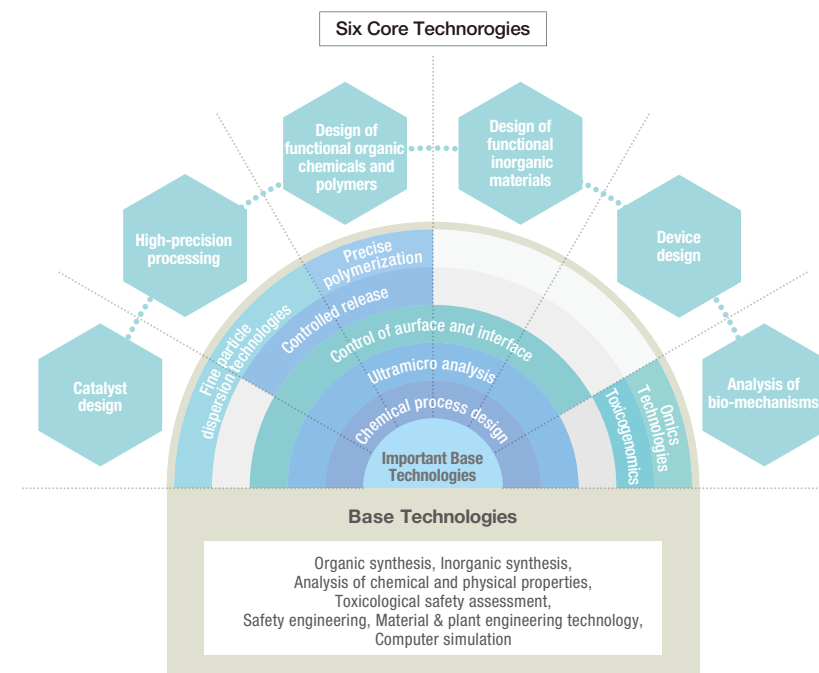 Six Core Technorogies
Design of
functional organic
chemicals and
polymers
Design of
functional
inorganic
materials
High-precision
processing
Device
design
Catalyst
design
Analysis of
bio-mechanisms
Precise
polymerization
Controlled release
Fine particle
dispersion technologies
Control of aurface and interface
Ultramicro analysis
Chemical process design
Omics
Technologies
Toxicogenomics
Important Base
Technologies
Base Technologies
Organic synthesis, Inorganic synthesis,
Analysis of chemical and physical properties,
Toxicological safety assessment,
Safety engineering, Material & plant engineering technology,
Computer simulation